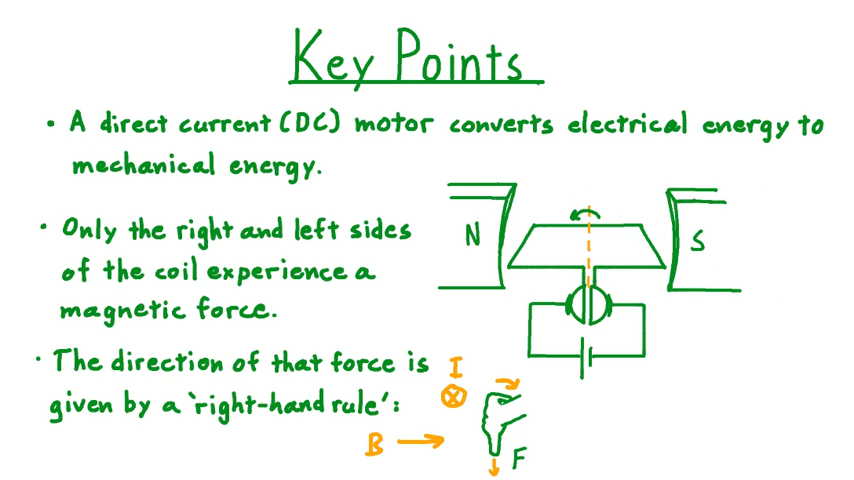 Key Points
• A direct current (DC) motor converts electrical energy to
mechanical energy.
• Only the right and left sides
of the coil experience a
magnetic force.
N
S
• The direction of that force is
given by a 'right-hand rule':
I
B
F